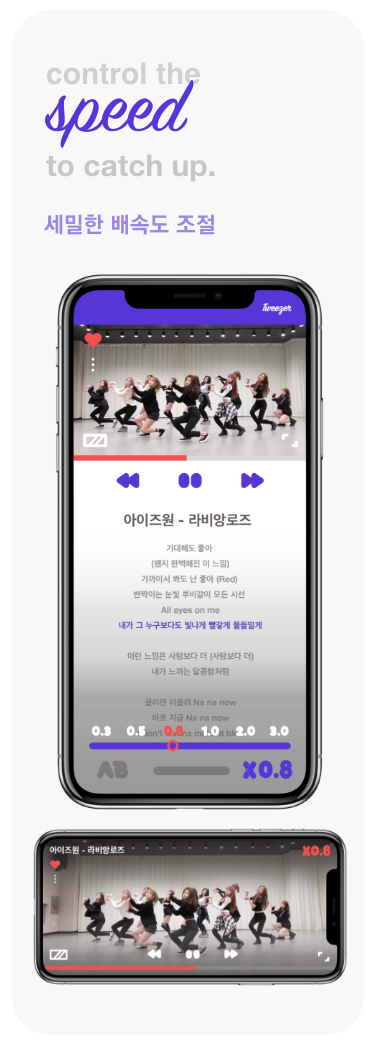 control the
speed
to catch up.
세밀한 배속도 조절
Tweezer
아이즈원 - 라비앙로즈
기대해도 좋아
(왠지 완벽해진 이 느낌)
가까이서 봐도 난 좋아 (Red)
반짝이는 눈빛 루비같이 모든 시선
All eyes on me
내가 그 누구보다도 빛나게 빨갛게 물들일게
이런 느낌은 사탕보다 더 (사탕보다 더)
내가 느끼는 달콤함처럼
끌리면 이끌려 Na na now
바로 지금 Na na now
0.3 0.5 0.8 1.0 2.0 3.0
AB X0.8
아이즈원 - 라비앙로즈
X0.8